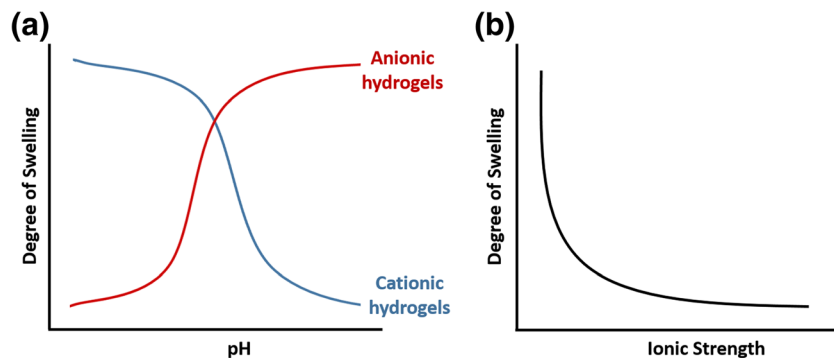 (a)
Degree of Swelling
Anionic
hydrogels
Cationic
hydrogels
pH
(b)
Degree of Swelling
Ionic Strength